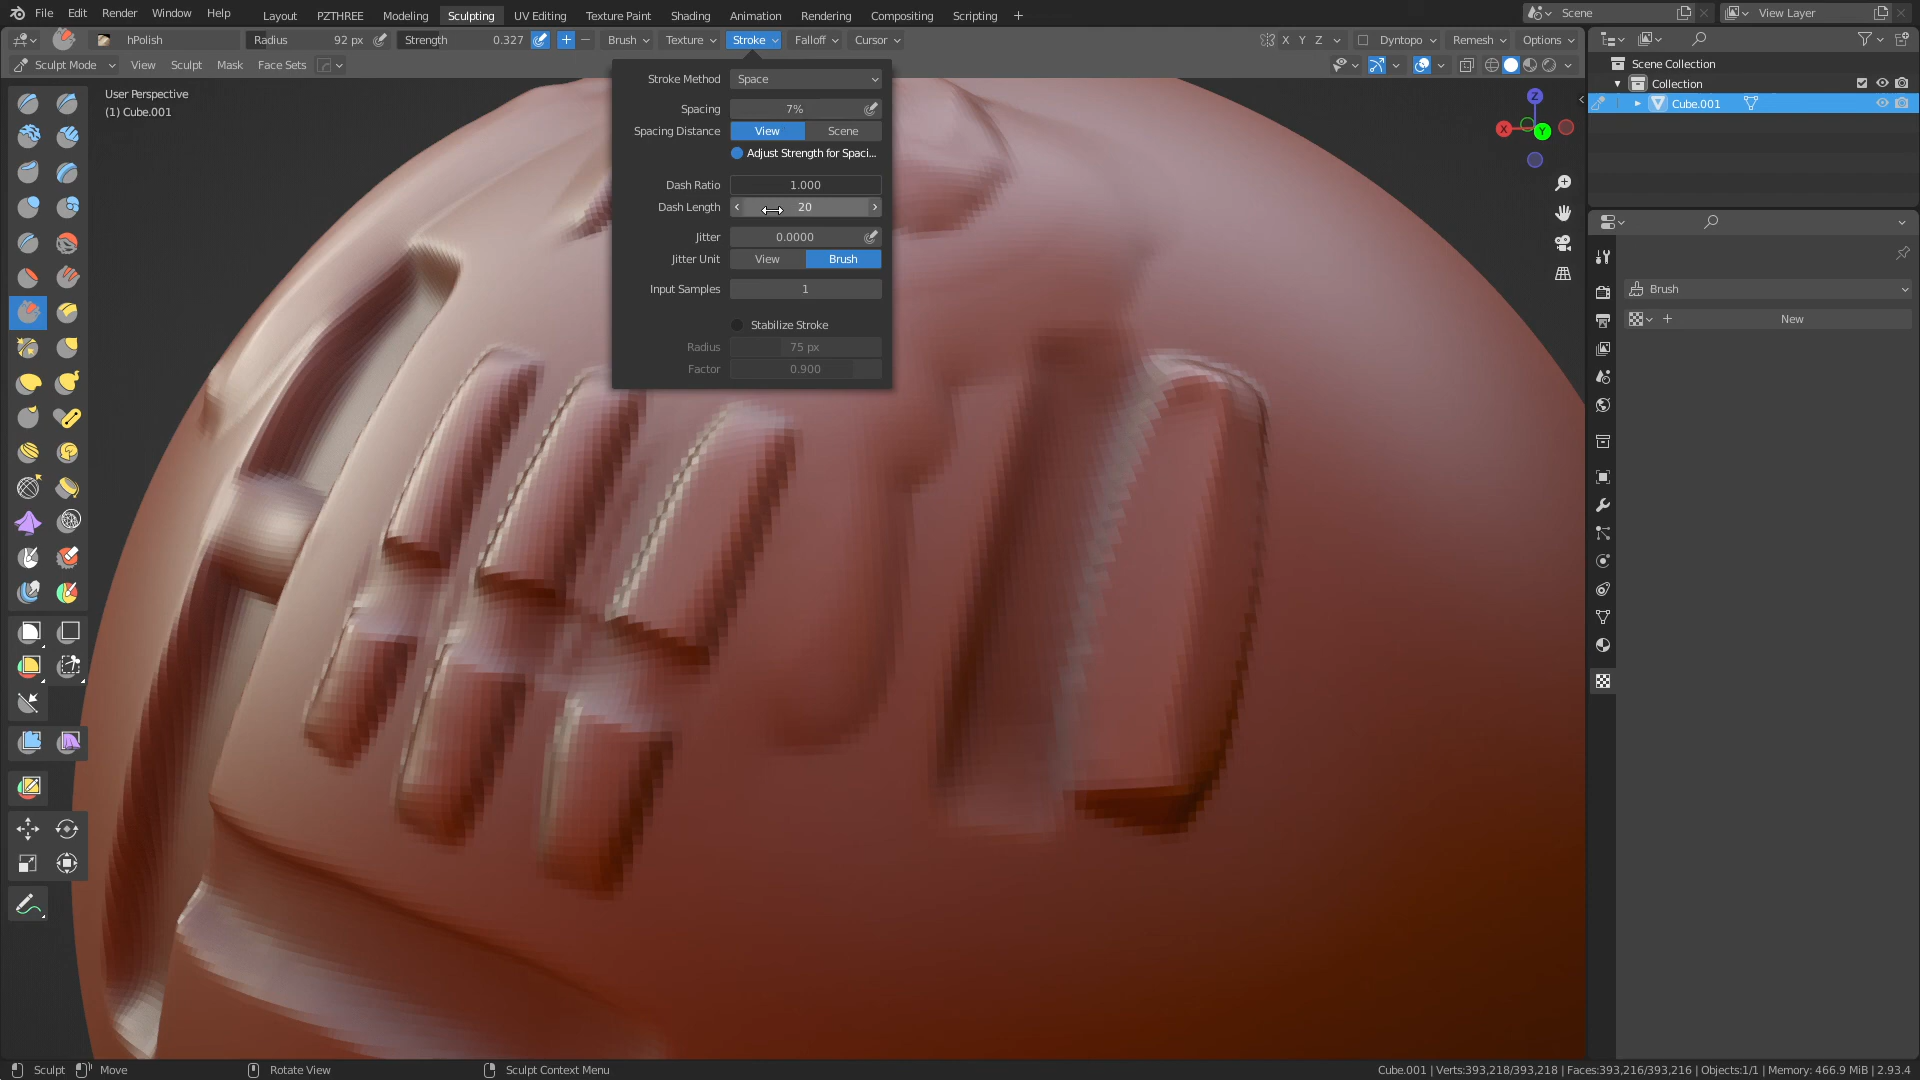 File Edit Render Window Help Layout PZTHREE Modeling Sculpting UV Editing Texture Paint Shading Animation Rendering Compositing Scripting + Scene View Layer
hPolish Radius 92 px Strength 0.327 + − Brush Texture Stroke Falloff Cursor X Y Z Dyntopo Remesh Options
Sculpt Mode View Sculpt Mask Face Sets
User Perspective
(1) Cube.001
Stroke Method Space
Spacing 7%
Spacing Distance View Scene
Adjust Strength for Spaci...
Dash Ratio 1.000
Dash Length 20
Jitter 0.0000
Jitter Unit View Brush
Input Samples 1
Stabilize Stroke
Radius 75 px
Factor 0.900
Z
X Y
Scene Collection
Collection
Cube.001
Brush
+ New
Sculpt Move Rotate View Sculpt Context Menu Cube.001 | Verts:393,218/393,218 | Faces:393,216/393,216 | Objects:1/1 | Memory: 466.9 MiB | 2.93.4